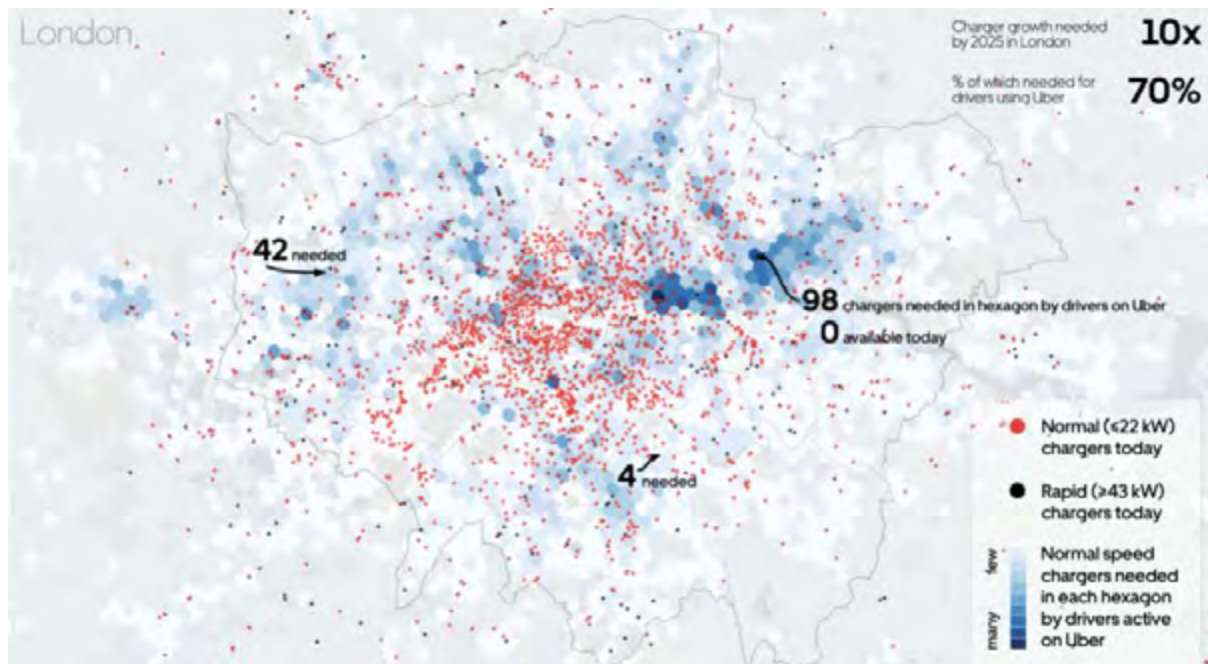 London
Charger growth needed
by 2025 in London
10x
% of which needed for
drivers using Uber
70%
42 needed
98 chargers needed in hexagon by drivers on Uber
0 available today
4 needed
Normal (≤22 kW)
chargers today
Rapid (≥43 kW)
chargers today
few
many
Normal speed
chargers needed
in each hexagon
by drivers active
on Uber